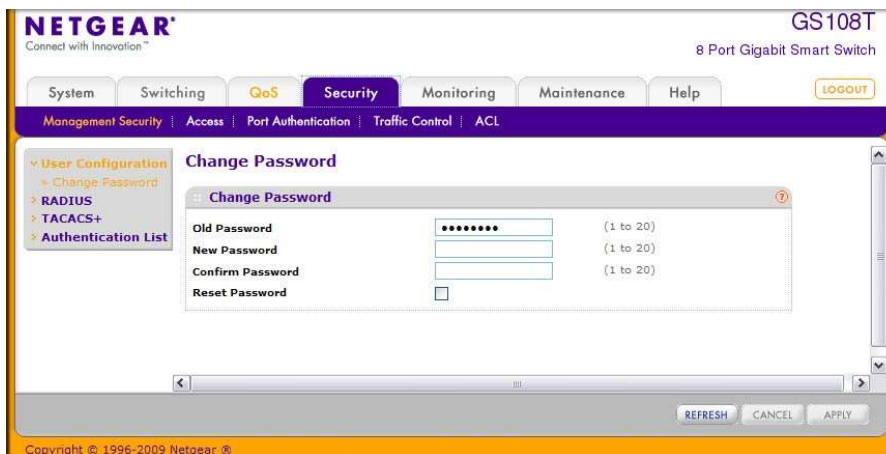 NETGEAR®
Connect with Innovation™
GS108T
8 Port Gigabit Smart Switch
System Switching QoS Security Monitoring Maintenance Help LOGOUT
Management Security Access Port Authentication Traffic Control ACL
User Configuration
Change Password
RADIUS
TACACS+
Authentication List
Change Password
Change Password
Old Password •••••••• (1 to 20)
New Password (1 to 20)
Confirm Password (1 to 20)
Reset Password
REFRESH CANCEL APPLY
Copyright © 1996-2009 Netgear ®